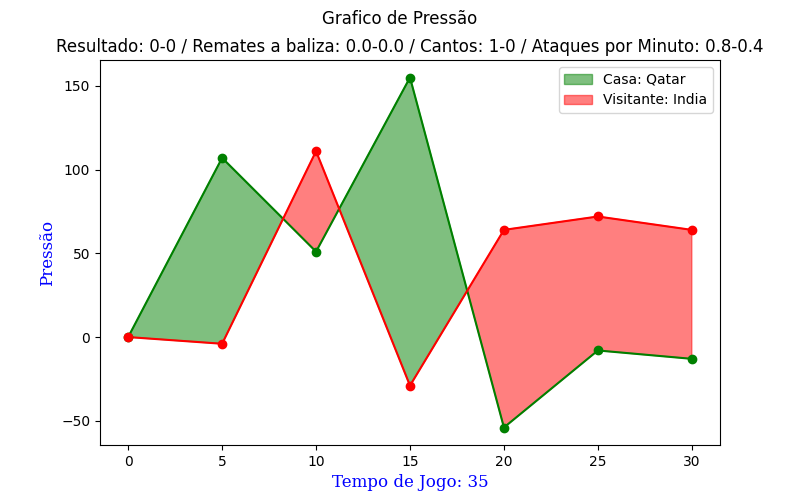 Grafico de Pressão
Resultado: 0-0 / Remates a baliza: 0.0-0.0 / Cantos: 1-0 / Ataques por Minuto: 0.8-0.4
Casa: Qatar
Visitante: India
150
100
50
0
−50
Pressão
0 5 10 15 20 25 30
Tempo de Jogo: 35